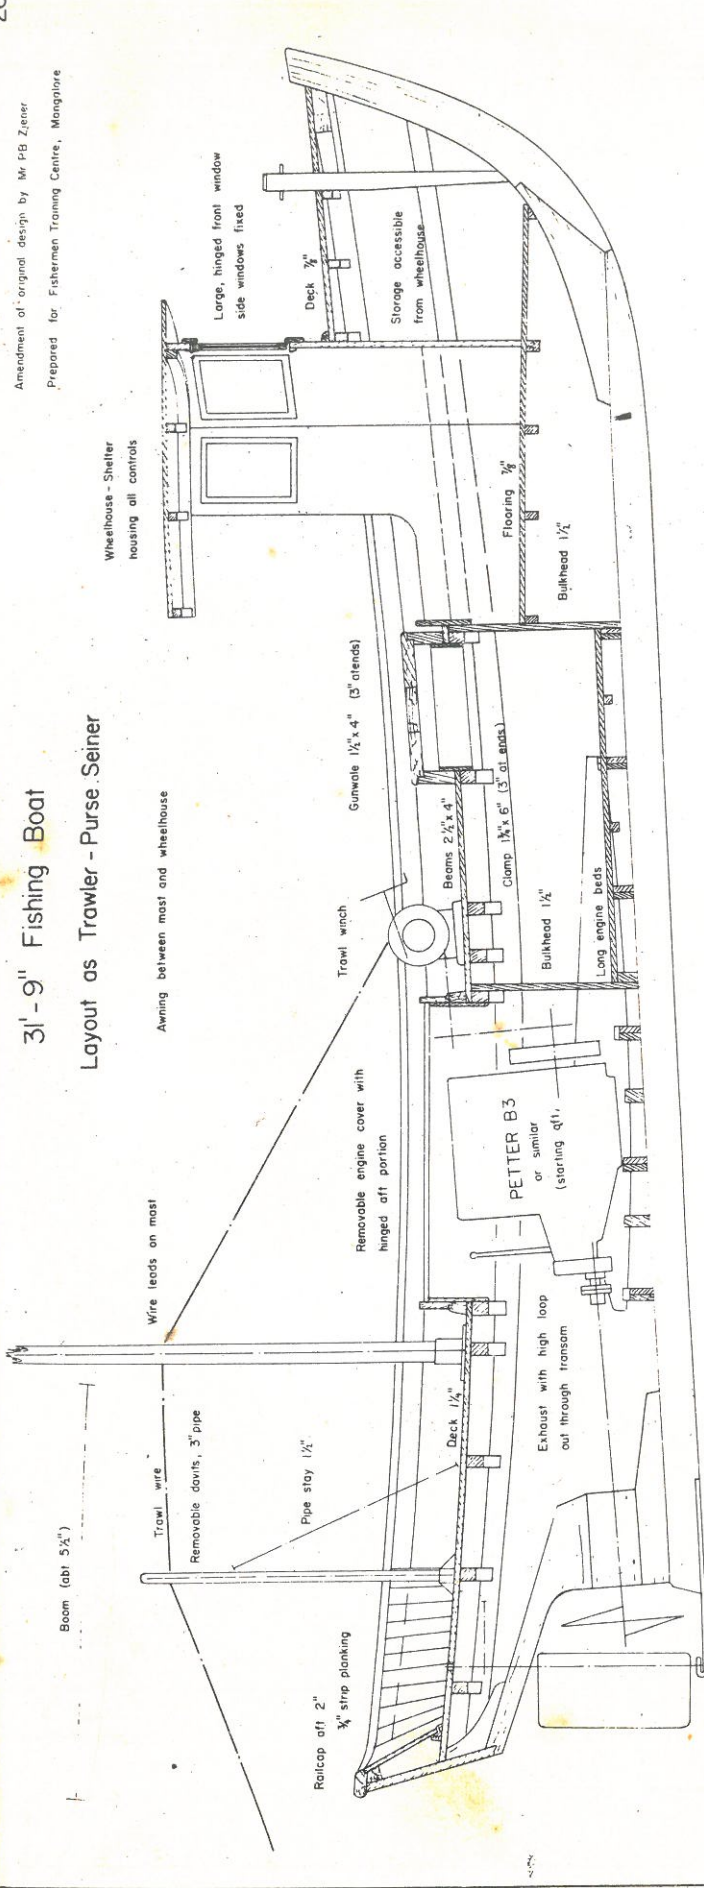 Amendment of original design by Mr PB Ziener
Prepared for Fishermen Training Centre, Mangalore
31'-9" Fishing Boat
Layout as Trawler - Purse Seiner
Boom (abt 5½")
Trawl wire
Wire leads on mast
Awning between mast and wheelhouse
Wheelhouse - Shelter
housing all controls
Large, hinged front window
side windows fixed
Removable davits, 3" pipe
Pipe stay 1½"
Railcap aft 2"
¾" strip planking
Removable engine cover with
hinged aft portion
Trawl winch
Gunwale 1½" x 4" (3" atends)
Deck ⅞"
Storage accessible
from wheelhouse
Deck 1¼"
Beams 2½" x 4"
Clamp 1¾" x 6" (3" at ends)
Flooring ⅞"
Bulkhead 1½"
PETTER B3
or similar
(starting aft)
Bulkhead 1½"
Long engine beds
Exhaust with high loop
out through transom